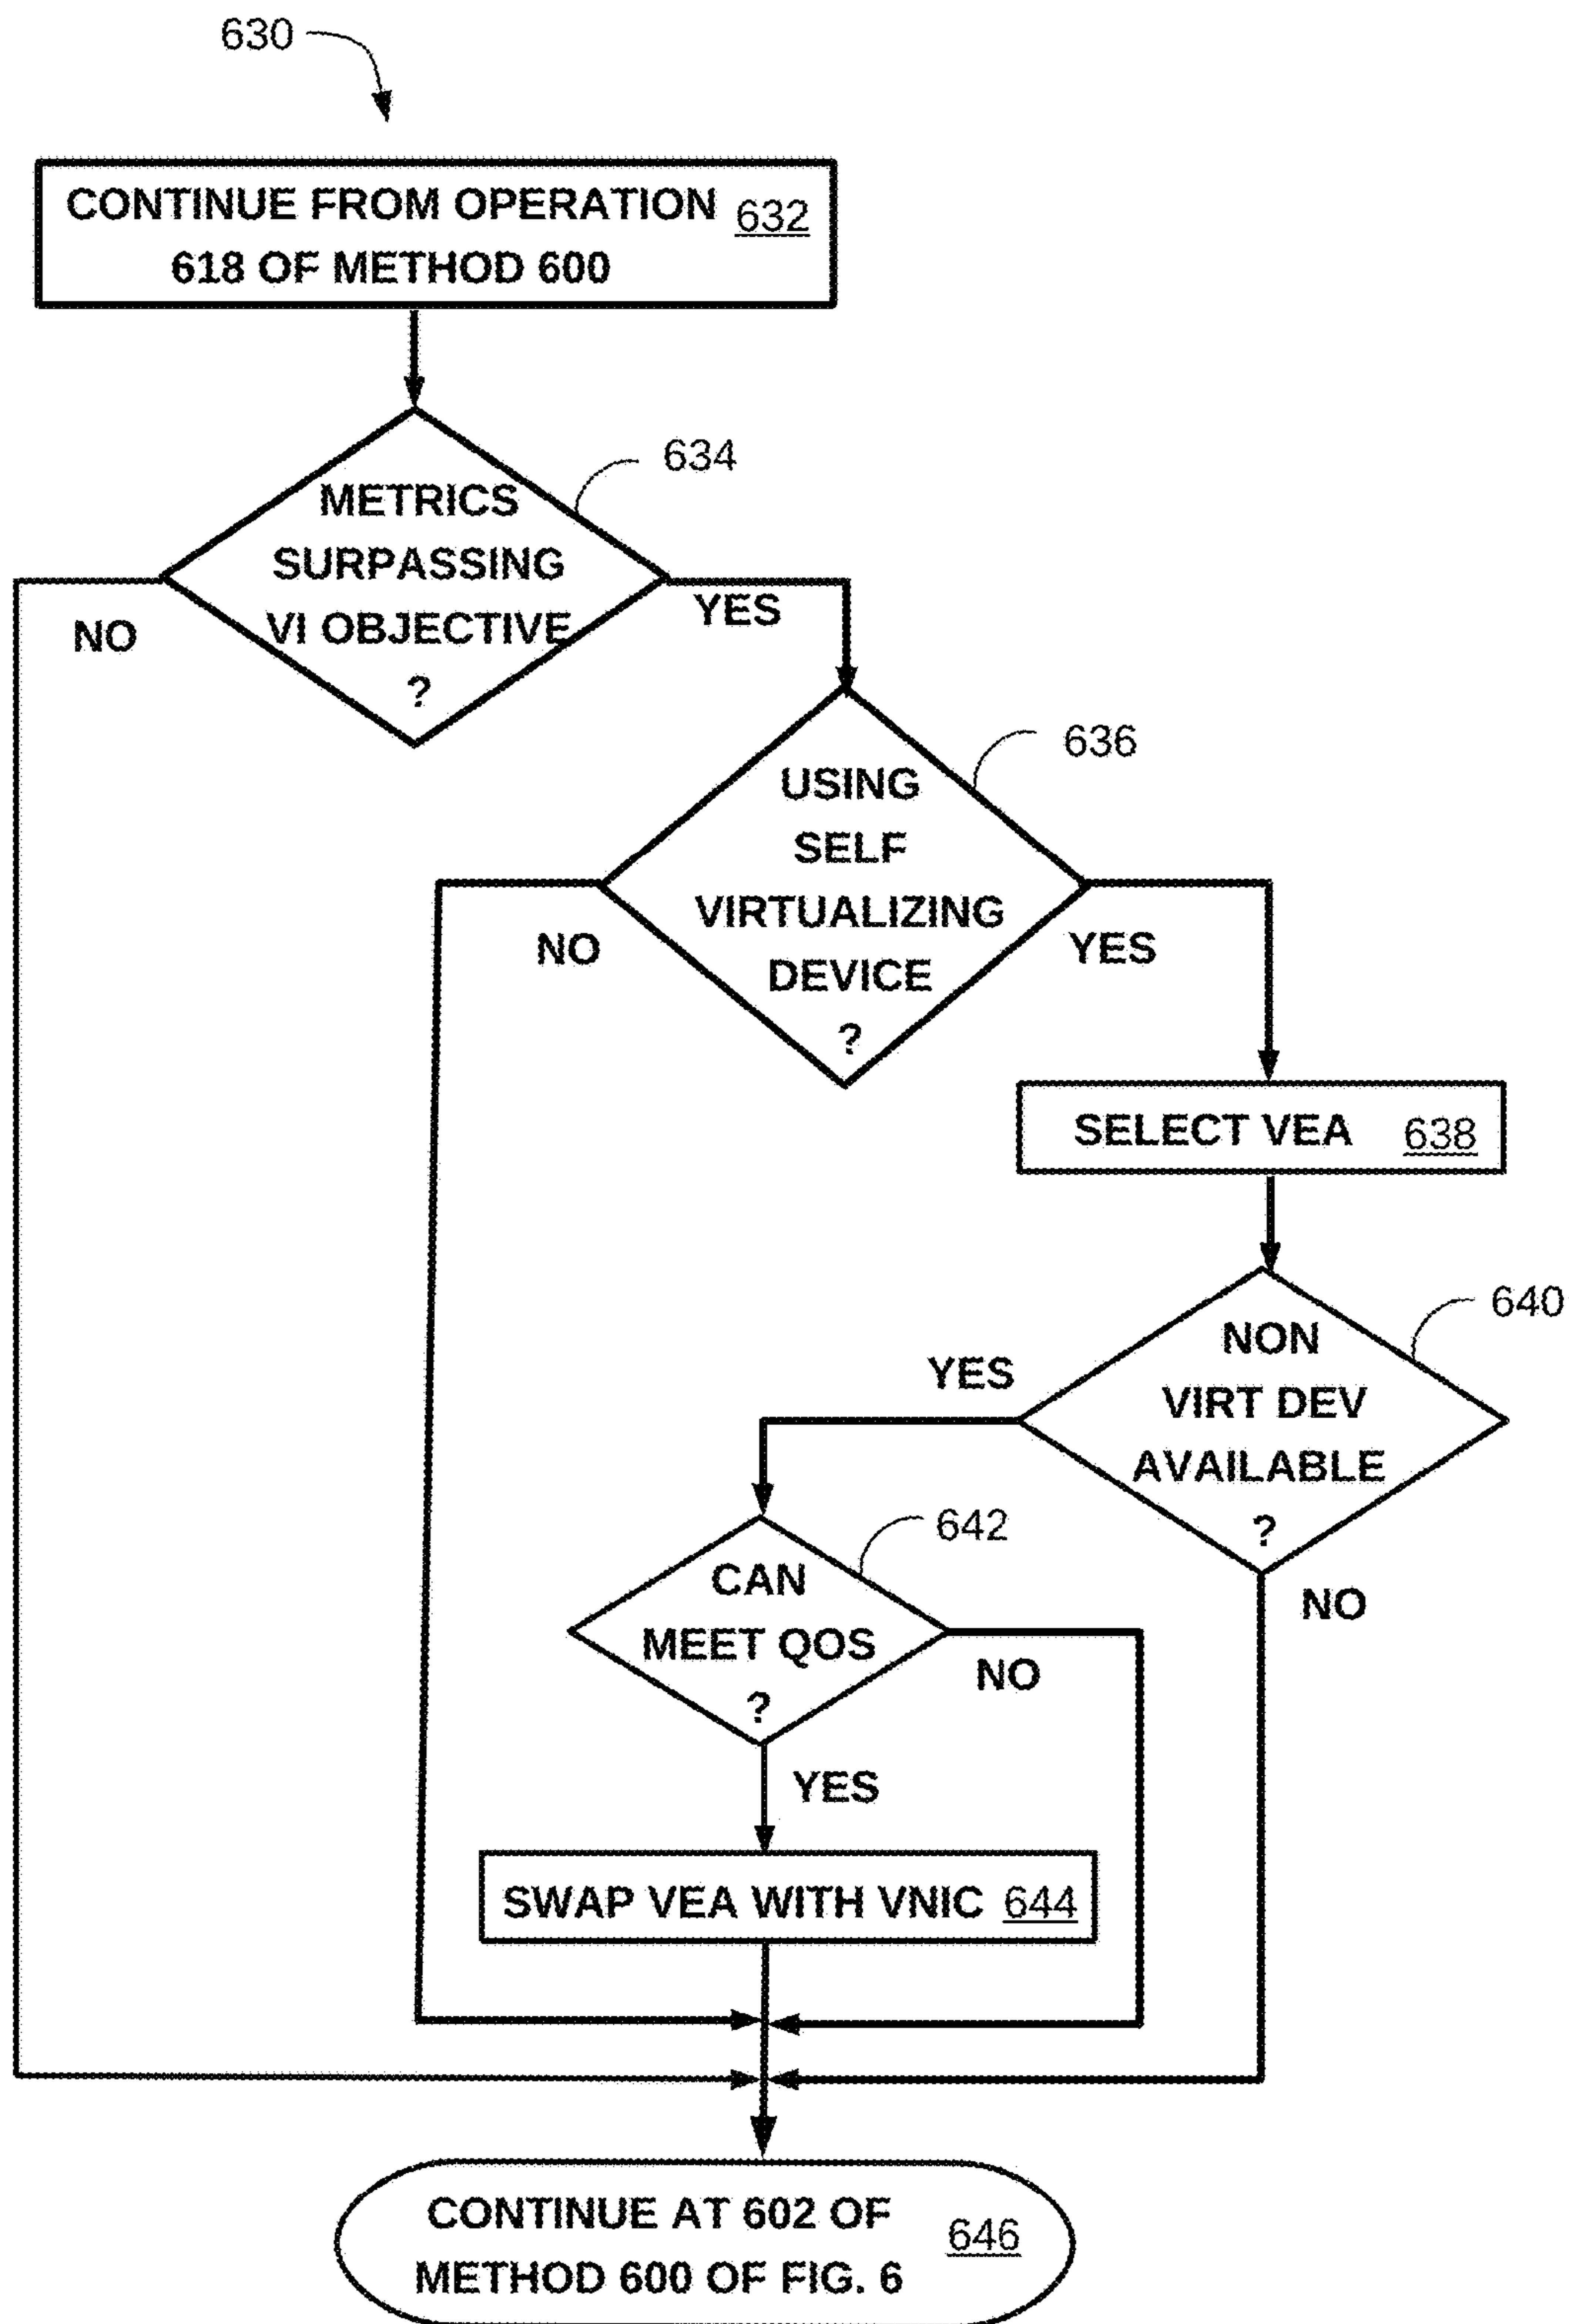 630
CONTINUE FROM OPERATION 632
618 OF METHOD 600
634
METRICS
SURPASSING
VI OBJECTIVE
?
NO
YES
636
USING
SELF
VIRTUALIZING
DEVICE
?
NO
YES
SELECT VEA 638
640
NON
VIRT DEV
AVAILABLE
?
YES
NO
642
CAN
MEET QOS
?
NO
YES
SWAP VEA WITH VNIC 644
CONTINUE AT 602 OF 646
METHOD 600 OF FIG. 6